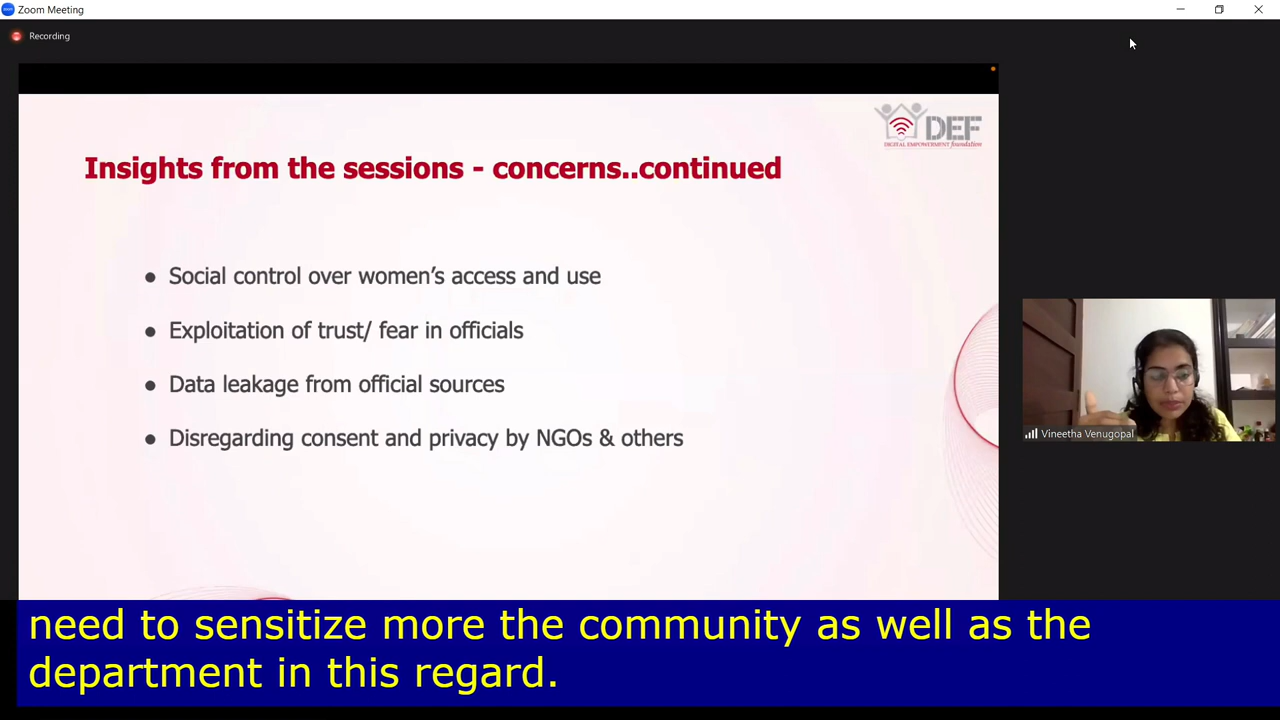 Zoom Meeting
Recording
DEF
DIGITAL EMPOWERMENT foundation
Insights from the sessions - concerns..continued
● Social control over women’s access and use
● Exploitation of trust/ fear in officials
● Data leakage from official sources
● Disregarding consent and privacy by NGOs & others
Vineetha Venugopal
need to sensitize more the community as well as the
department in this regard.